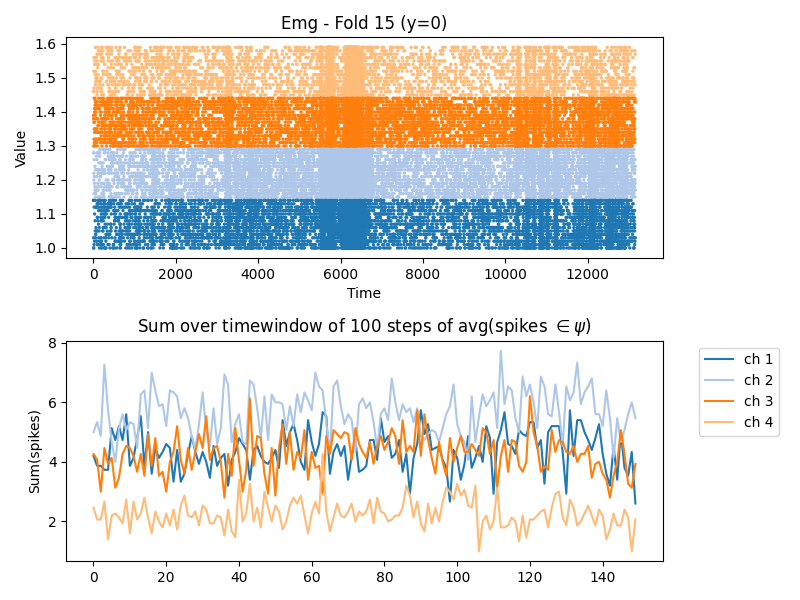 Emg - Fold 15 (y=0)
1.6
1.5
1.4
1.3
1.2
1.1
1.0
Value
0 2000 4000 6000 8000 10000 12000
Time
Sum over timewindow of 100 steps of avg(spikes ∈ψ)
8
6
4
2
Sum(spikes)
0 20 40 60 80 100 120 140
ch 1
ch 2
ch 3
ch 4